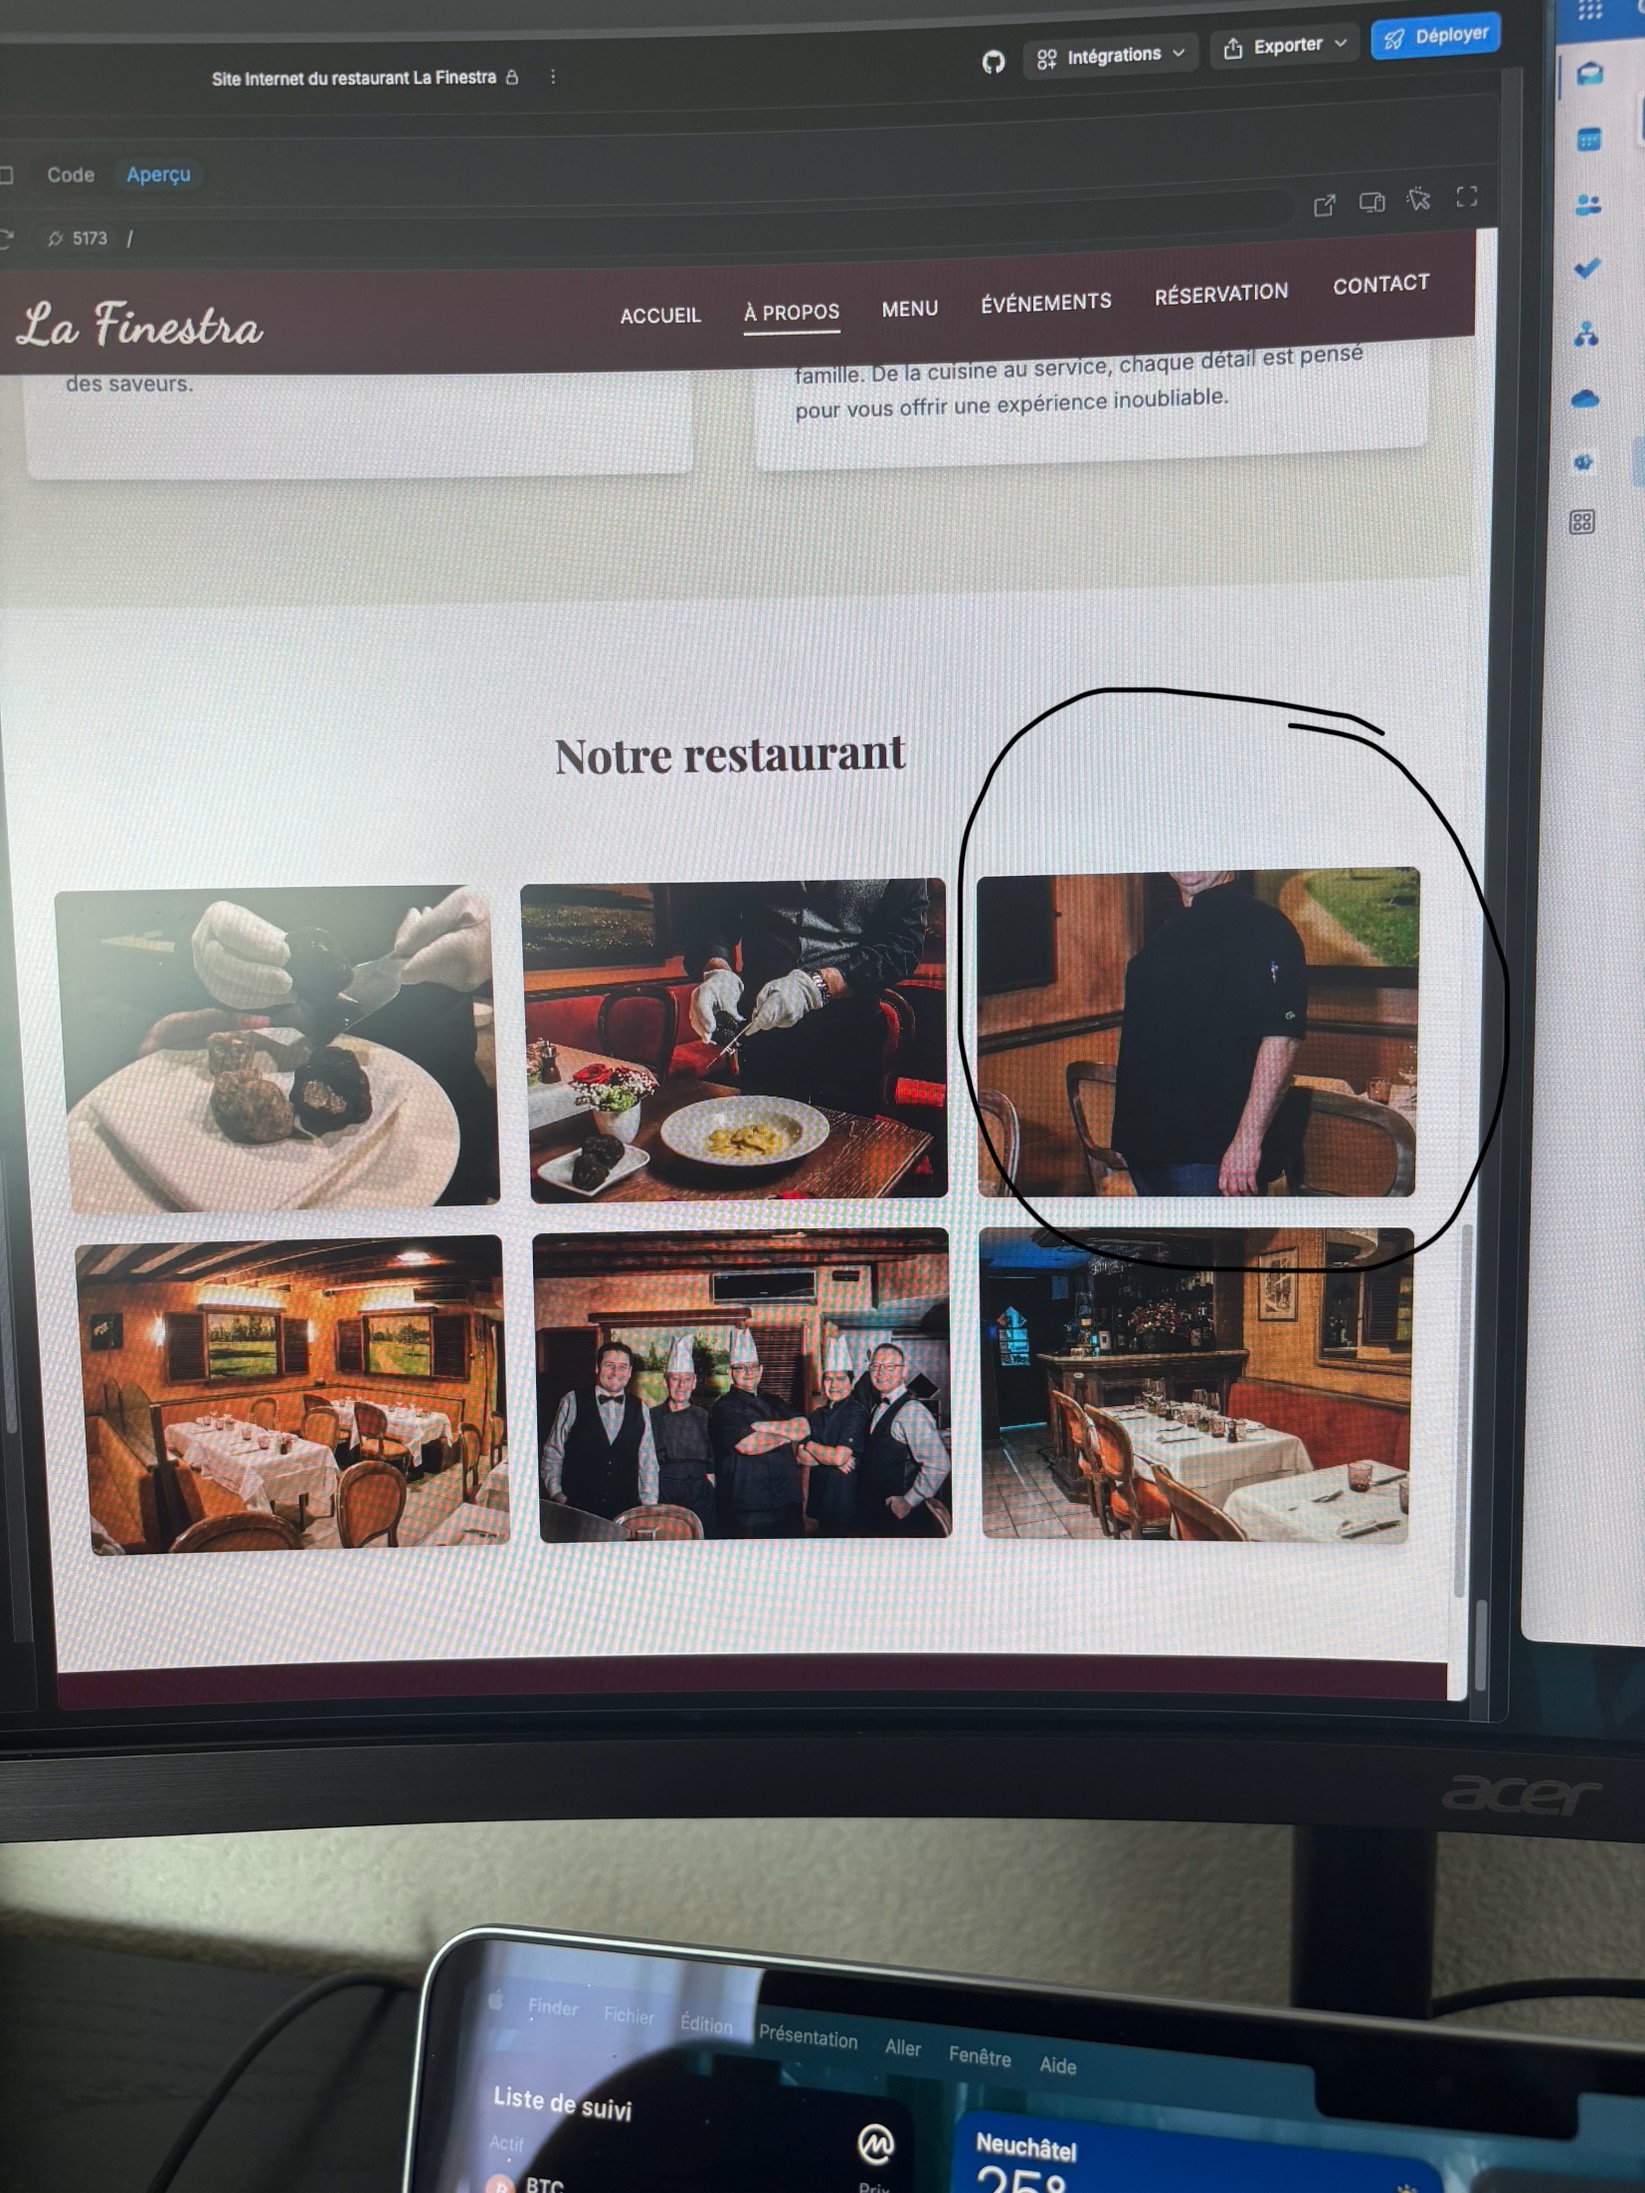 Site Internet du restaurant La Finestra
Intégrations
Exporter
Déployer
Code
Aperçu
5173 /
La Finestra
ACCUEIL
À PROPOS
MENU
ÉVÉNEMENTS
RÉSERVATION
CONTACT
des saveurs.
famille. De la cuisine au service, chaque détail est pensé
pour vous offrir une expérience inoubliable.
Notre restaurant
acer
Finder Fichier Édition Présentation Aller Fenêtre Aide
Liste de suivi
Actif
BTC
Prix
Neuchâtel
25°